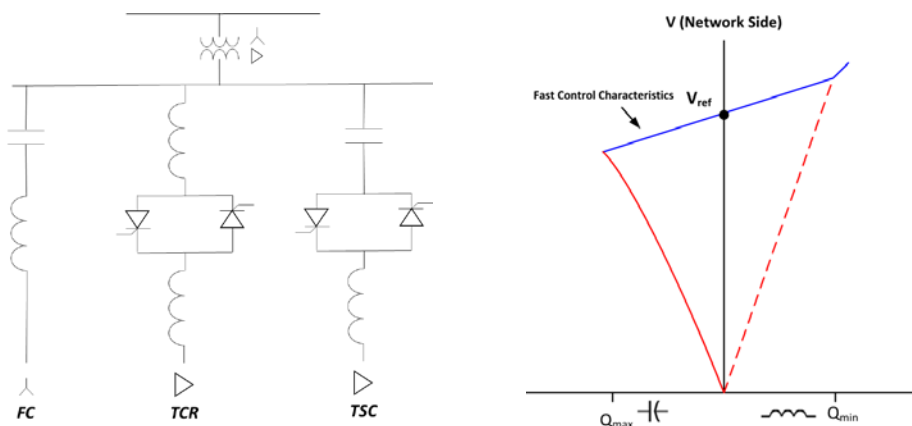 V (Network Side)
Fast Control Characteristics
Vref
FC
TCR
TSC
Qmax
Qmin